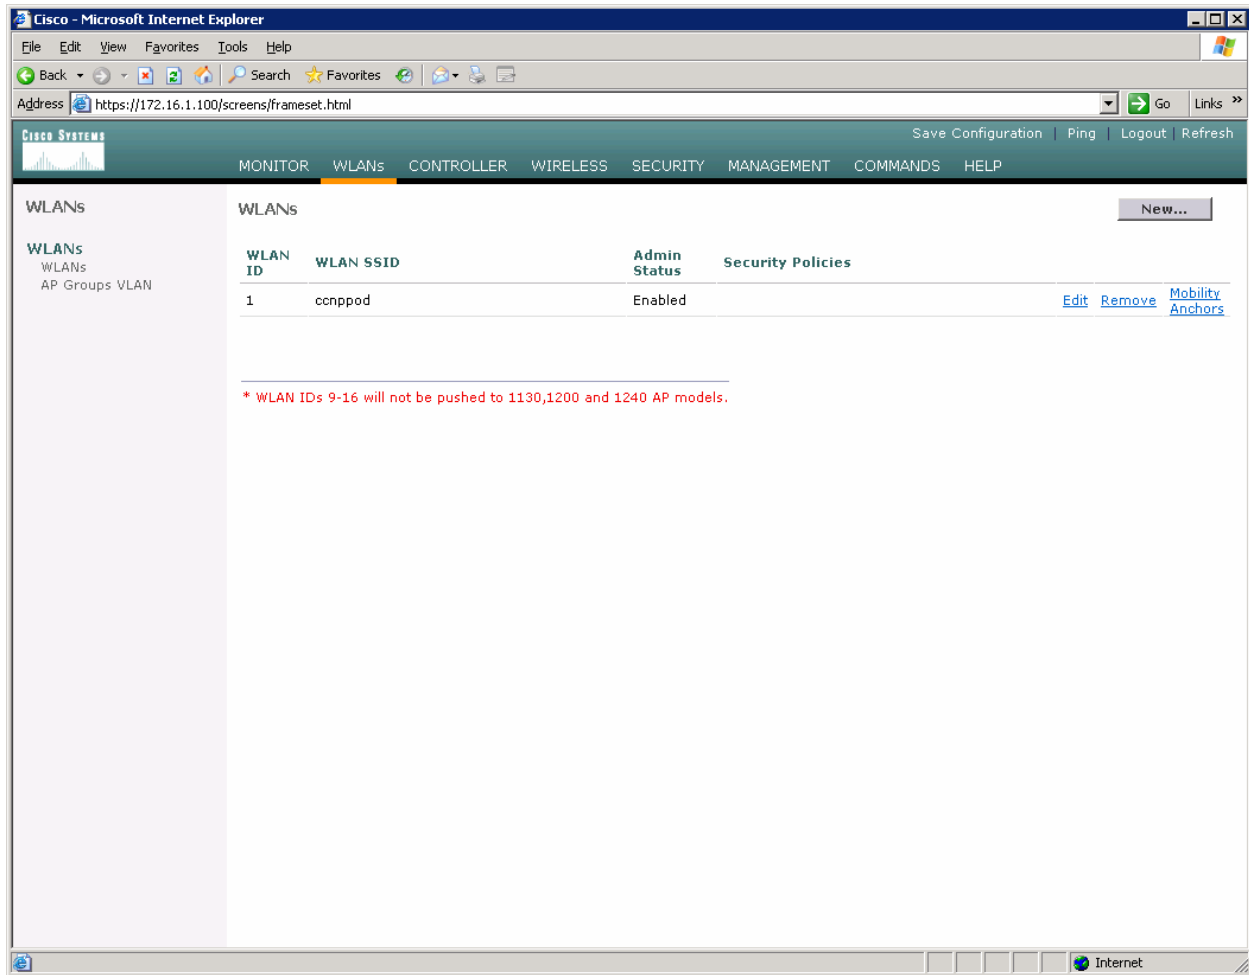 Cisco - Microsoft Internet Explorer
File Edit View Favorites Tools Help
Back Search Favorites
Address https://172.16.1.100/screens/frameset.html Go Links »
CISCO SYSTEMS
Save Configuration | Ping | Logout | Refresh
MONITOR WLANs CONTROLLER WIRELESS SECURITY MANAGEMENT COMMANDS HELP
WLANs
WLANs
WLANs
AP Groups VLAN
WLANs
New...
WLAN ID WLAN SSID Admin Status Security Policies
1 ccnppod Enabled Edit Remove Mobility Anchors
* WLAN IDs 9-16 will not be pushed to 1130,1200 and 1240 AP models.
Internet